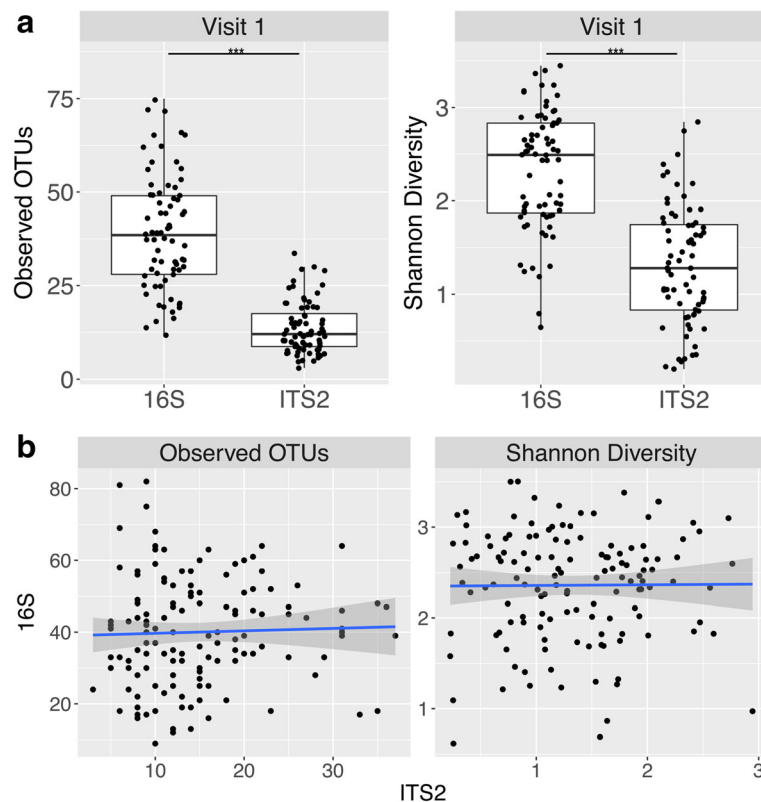 a
Visit 1
***
Observed OTUs
75
50
25
0
16S ITS2
Visit 1
***
Shannon Diversity
3
2
1
16S ITS2
b
Observed OTUs
16S
80
60
40
20
10 20 30
Shannon Diversity
3
2
1
1 2 3
ITS2